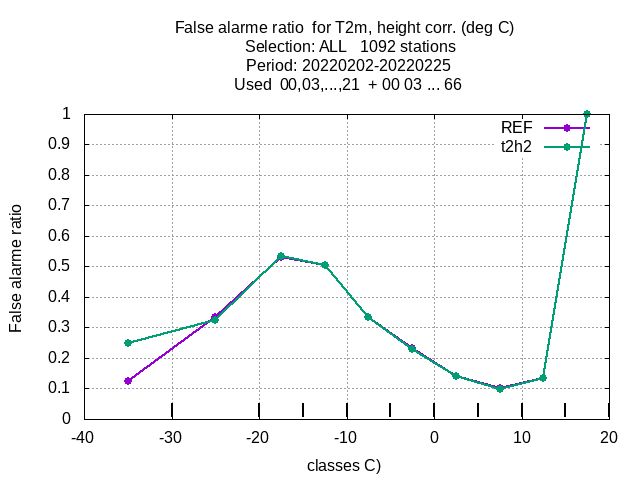 False alarme ratio  for T2m, height corr. (deg C)
Selection: ALL   1092 stations
Period: 20220202-20220225
Used  00,03,...,21  + 00 03 ... 66
REF
t2h2
1
0.9
0.8
0.7
0.6
0.5
0.4
0.3
0.2
0.1
0
False alarme ratio
-40 -30 -20 -10 0 10 20
classes C)